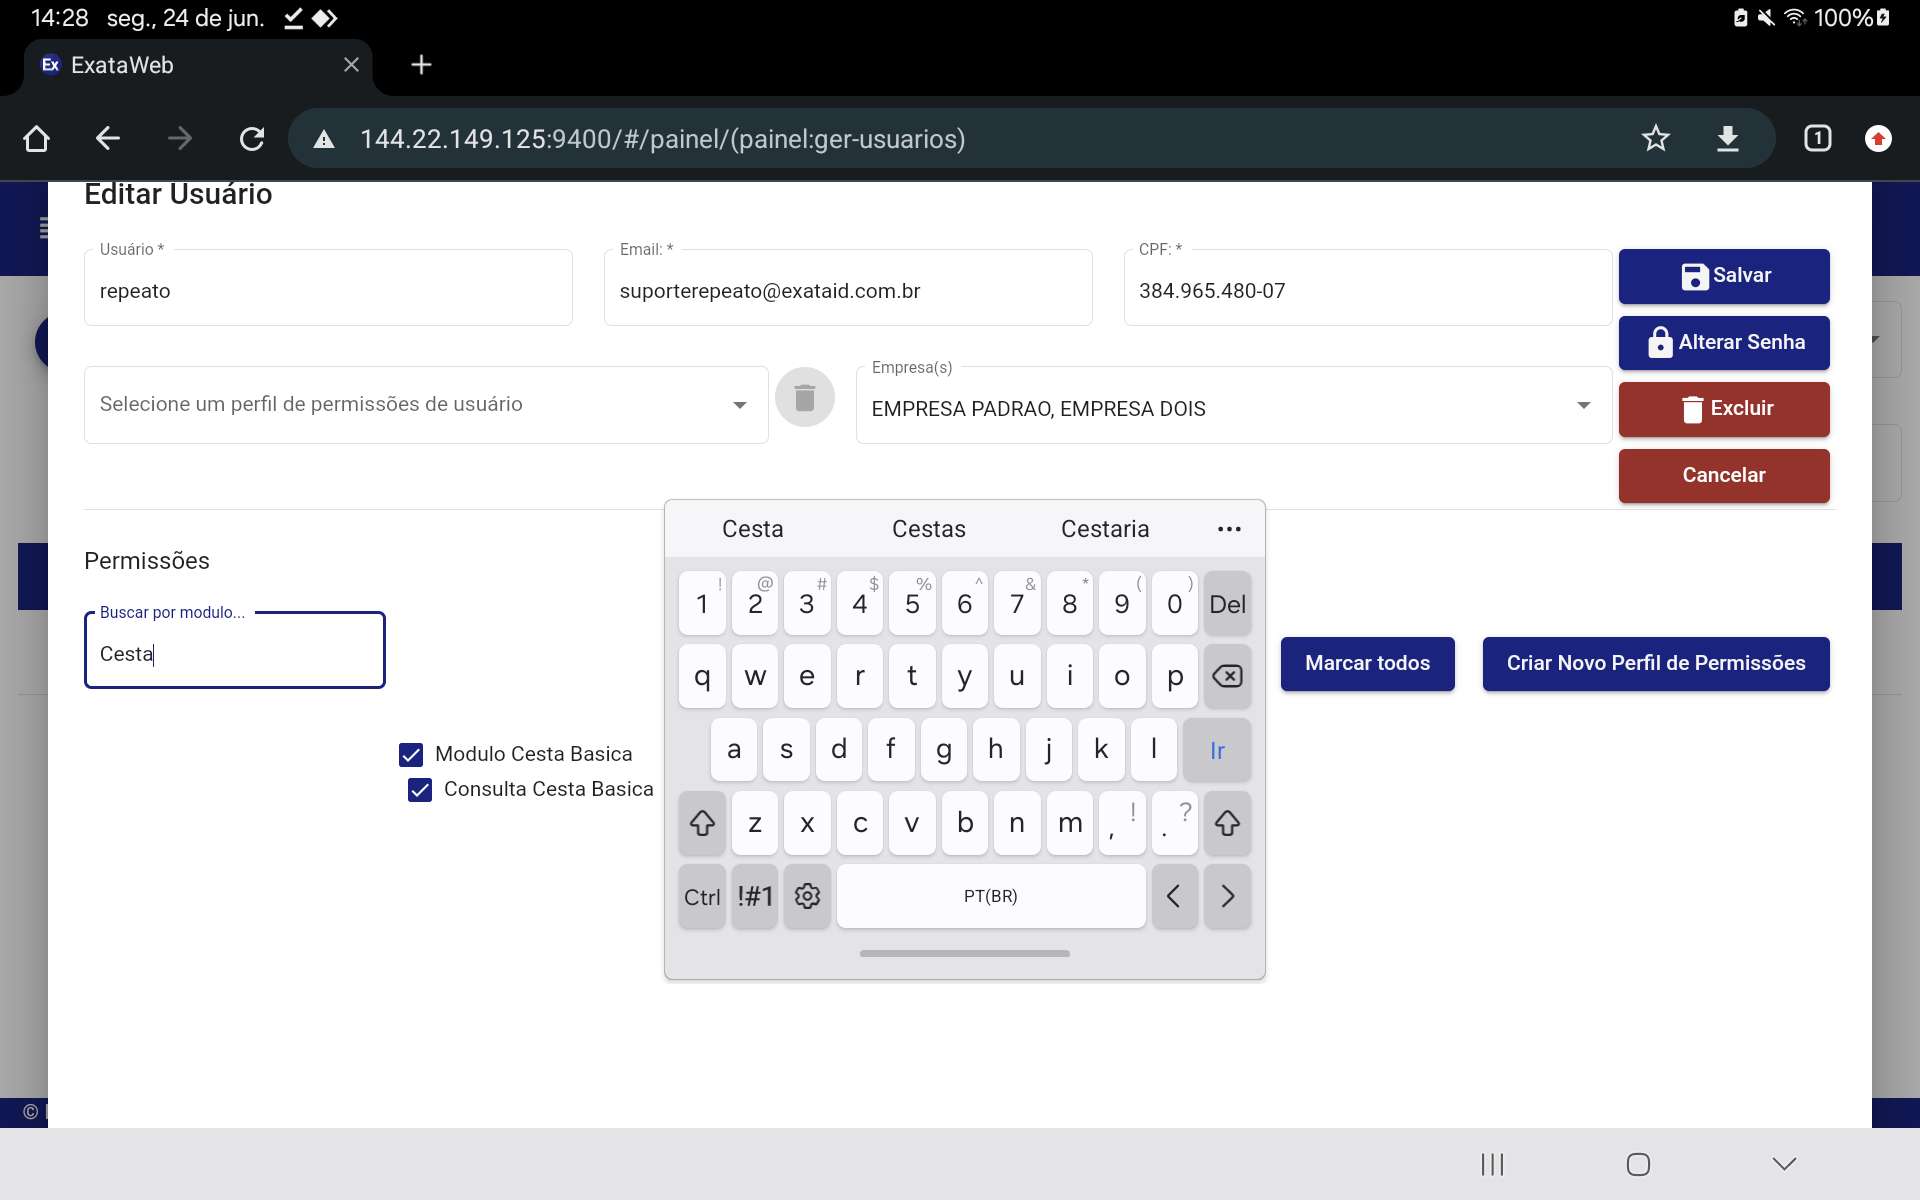 14:28 seg., 24 de jun. 100%
Ex ExataWeb
144.22.149.125:9400/#/painel/(painel:ger-usuarios) 1
Editar Usuário
Usuário * Email: * CPF: *
repeato suporterepeato@exataid.com.br 384.965.480-07
Salvar
Alterar Senha
Excluir
Cancelar
Empresa(s)
Selecione um perfil de permissões de usuário EMPRESA PADRAO, EMPRESA DOIS
Permissões
Buscar por modulo...
Cesta
Marcar todos Criar Novo Perfil de Permissões
Modulo Cesta Basica
Consulta Cesta Basica
Cesta Cestas Cestaria •••
! @ # $ % ^ & * ( )
1 2 3 4 5 6 7 8 9 0 Del
q w e r t y u i o p
a s d f g h j k l Ir
z x c v b n m , ! . ?
Ctrl !#1 PT(BR) < >
©